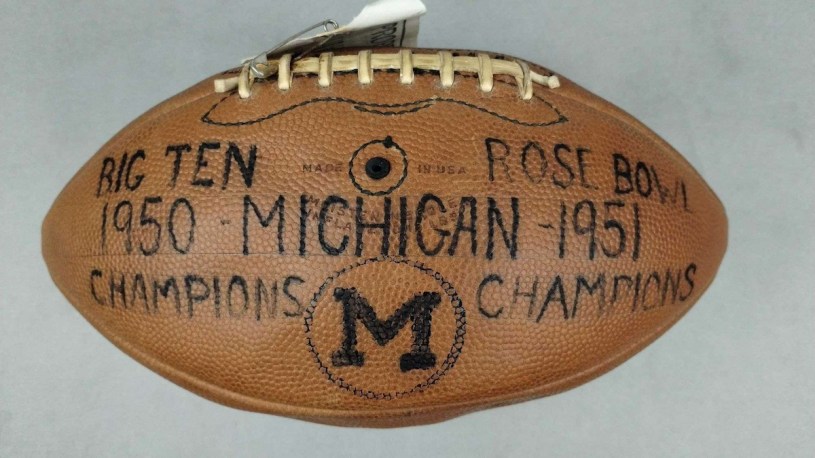 BIG TEN
MADE IN USA
ROSE BOWL
1950 - MICHIGAN - 1951
CHAMPIONS
CHAMPIONS
M